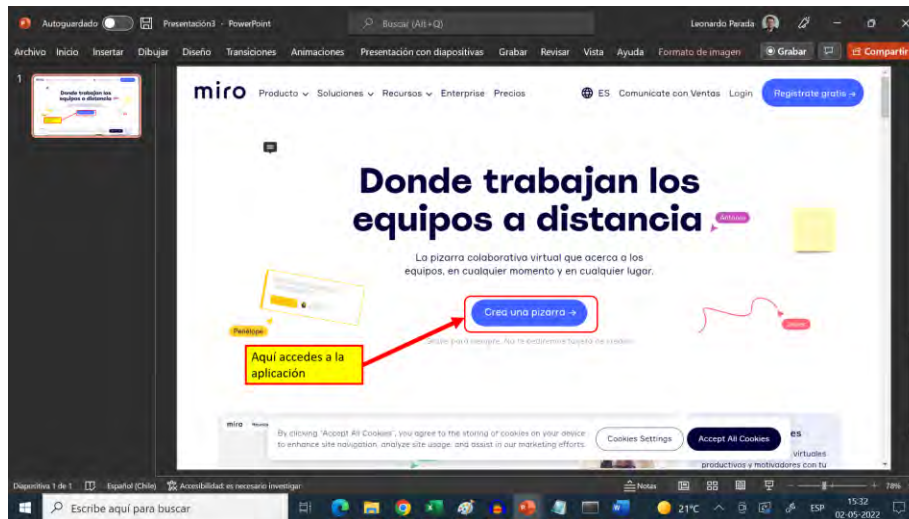 Autoguardado
Presentación3 - PowerPoint
Buscar (Alt+Q)
Leonardo Parada
Archivo Inicio Insertar Dibujar Diseño Transiciones Animaciones Presentación con diapositivas Grabar Revisar Vista Ayuda Formato de imagen Grabar Compartir
1
miro Producto Soluciones Recursos Enterprise Precios ES Comunícate con Ventas Login Regístrate gratis →
Donde trabajan los
equipos a distancia
Antonio
La pizarra colaborativa virtual que acerca a los
equipos, en cualquier momento y en cualquier lugar.
Crea una pizarra →
Penélope
Aquí accedes a la
aplicación
miro
By clicking "Accept All Cookies", you agree to the storing of cookies on your device
to enhance site navigation, analyze site usage, and assist in our marketing efforts.
Cookies Settings
Accept All Cookies
es
virtuales
productivos y motivadores con tu
Diapositiva 1 de 1 Español (Chile) Accesibilidad: es necesario investigar Notas 78%
Escribe aquí para buscar
21°C ESP
15:32
02-05-2022